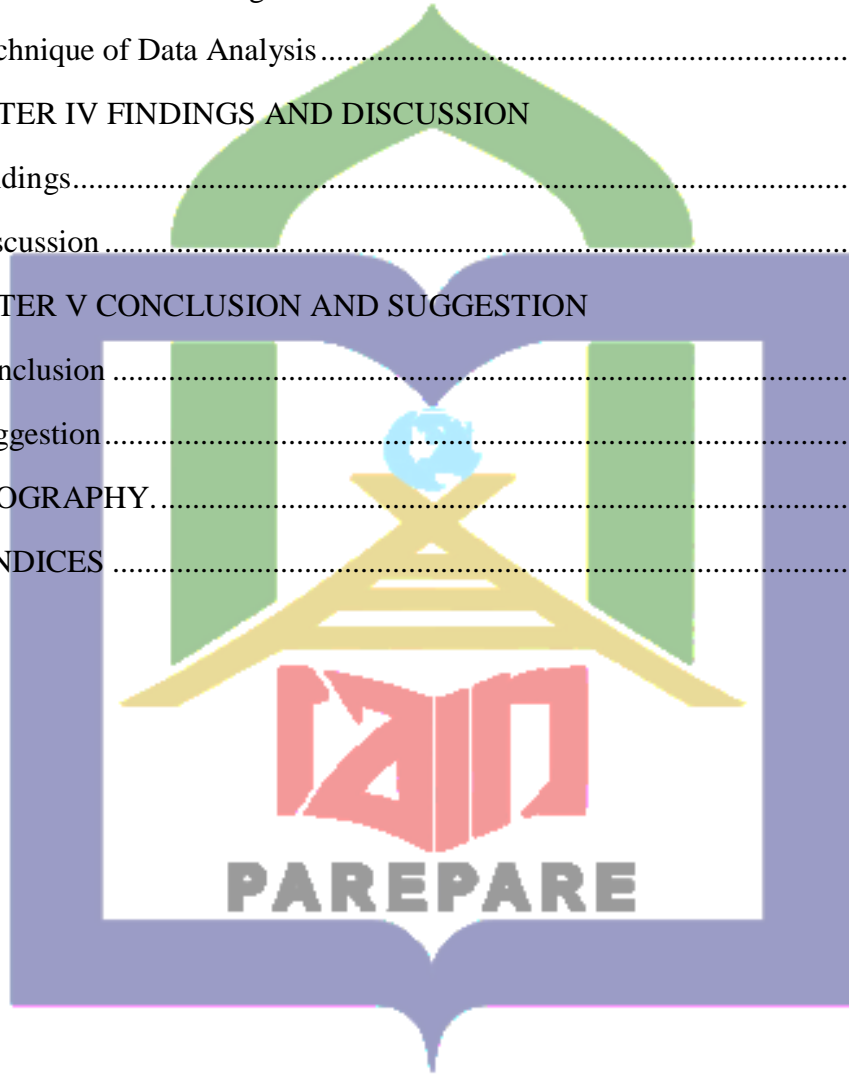 chnique of Data Analysis ........................................................................
TER IV FINDINGS AND DISCUSSION
dings.........................................................................................................
scussion .....................................................................................................
TER V CONCLUSION AND SUGGESTION
nclusion ....................................................................................................
ggestion.....................................................................................................
OGRAPHY. ..............................................................................................
NDICES ....................................................................................................
iain
PAREPARE